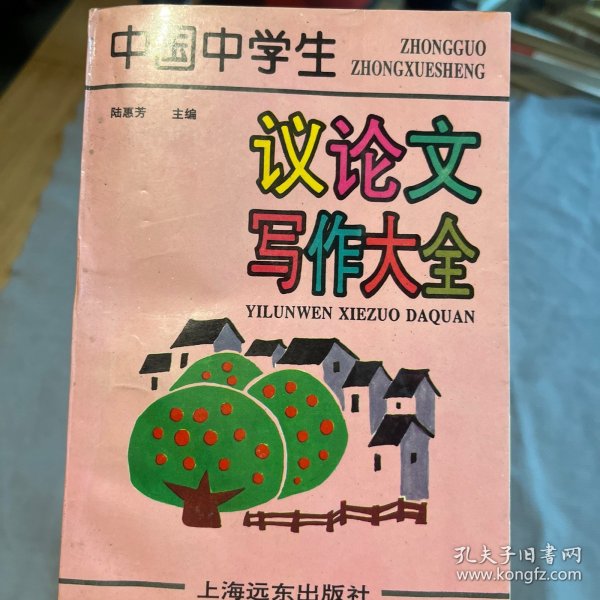 中国中学生
ZHONGGUO
ZHONGXUESHENG
陆惠芳 主编
议论文
写作大全
YILUNWEN XIEZUO DAQUAN
上海远东出版社
孔夫子旧书网
www.kongfz.com